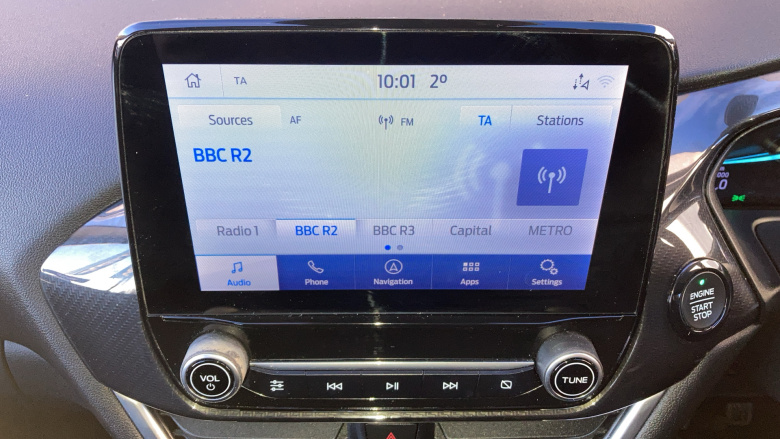 TA 10:01 2º
Sources AF FM TA Stations
BBC R2
Radio 1 BBC R2 BBC R3 Capital METRO
Audio Phone Navigation Apps Settings
ENGINE
START
STOP
VOL TUNE